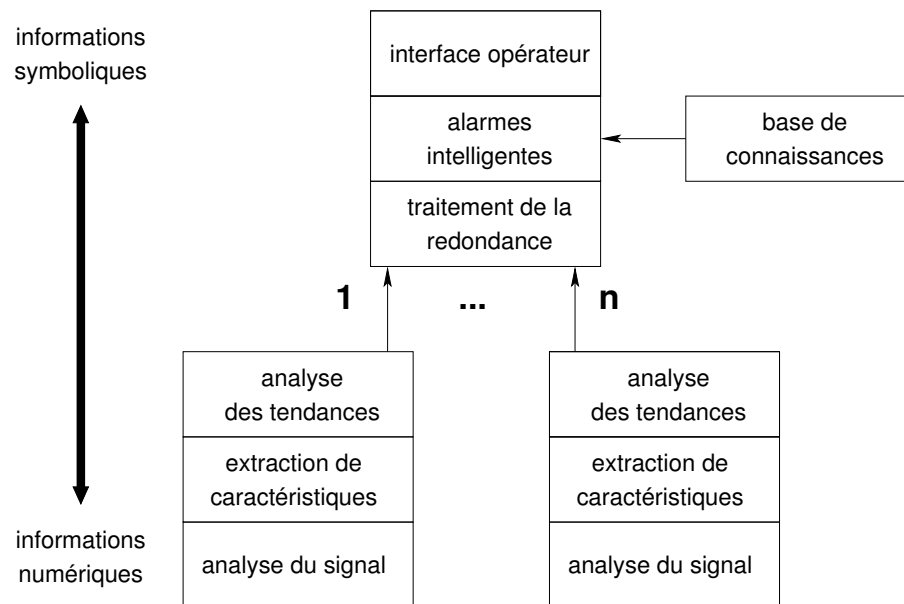 informations
symboliques
interface opérateur
alarmes
intelligentes
base de
connaissances
traitement de la
redondance
1 ... n
analyse
des tendances
analyse
des tendances
extraction de
caractéristiques
extraction de
caractéristiques
informations
numériques
analyse du signal
analyse du signal